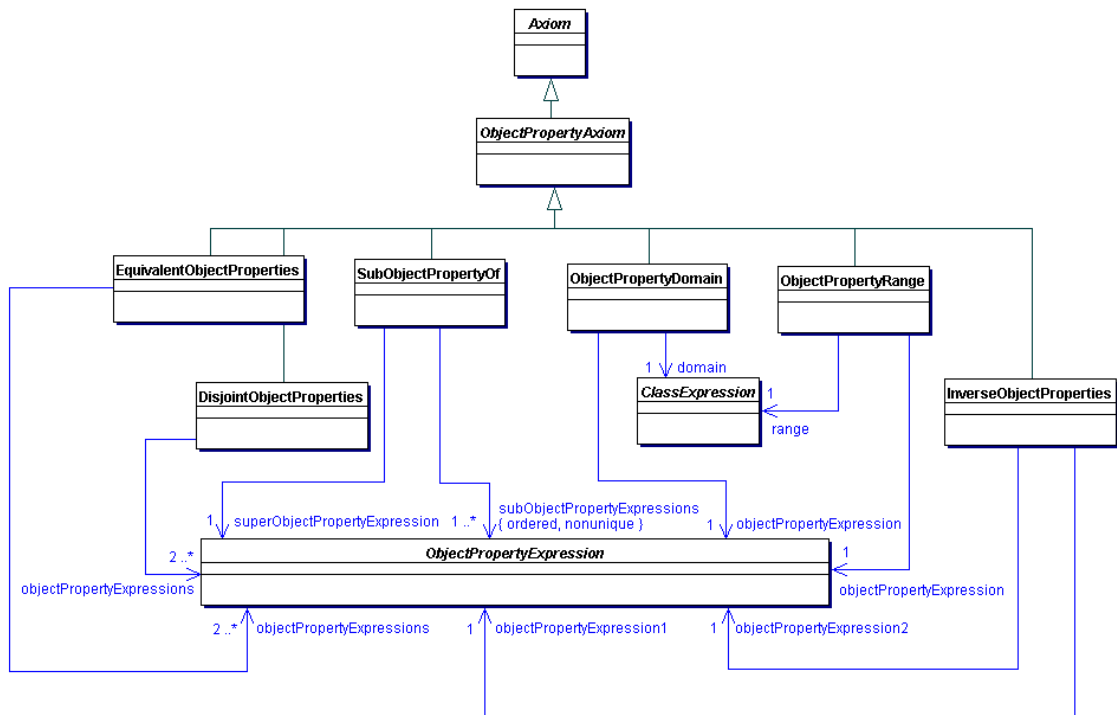 Axiom
ObjectPropertyAxiom
EquivalentObjectProperties
SubObjectPropertyOf
ObjectPropertyDomain
ObjectPropertyRange
1
domain
DisjointObjectProperties
ClassExpression
1
InverseObjectProperties
range
1
superObjectPropertyExpression
1 ..*
subObjectPropertyExpressions
{ ordered, nonunique }
1
objectPropertyExpression
ObjectPropertyExpression
2 ..*
1
objectPropertyExpressions
objectPropertyExpression
2 ..*
objectPropertyExpressions
1
objectPropertyExpression1
1
objectPropertyExpression2